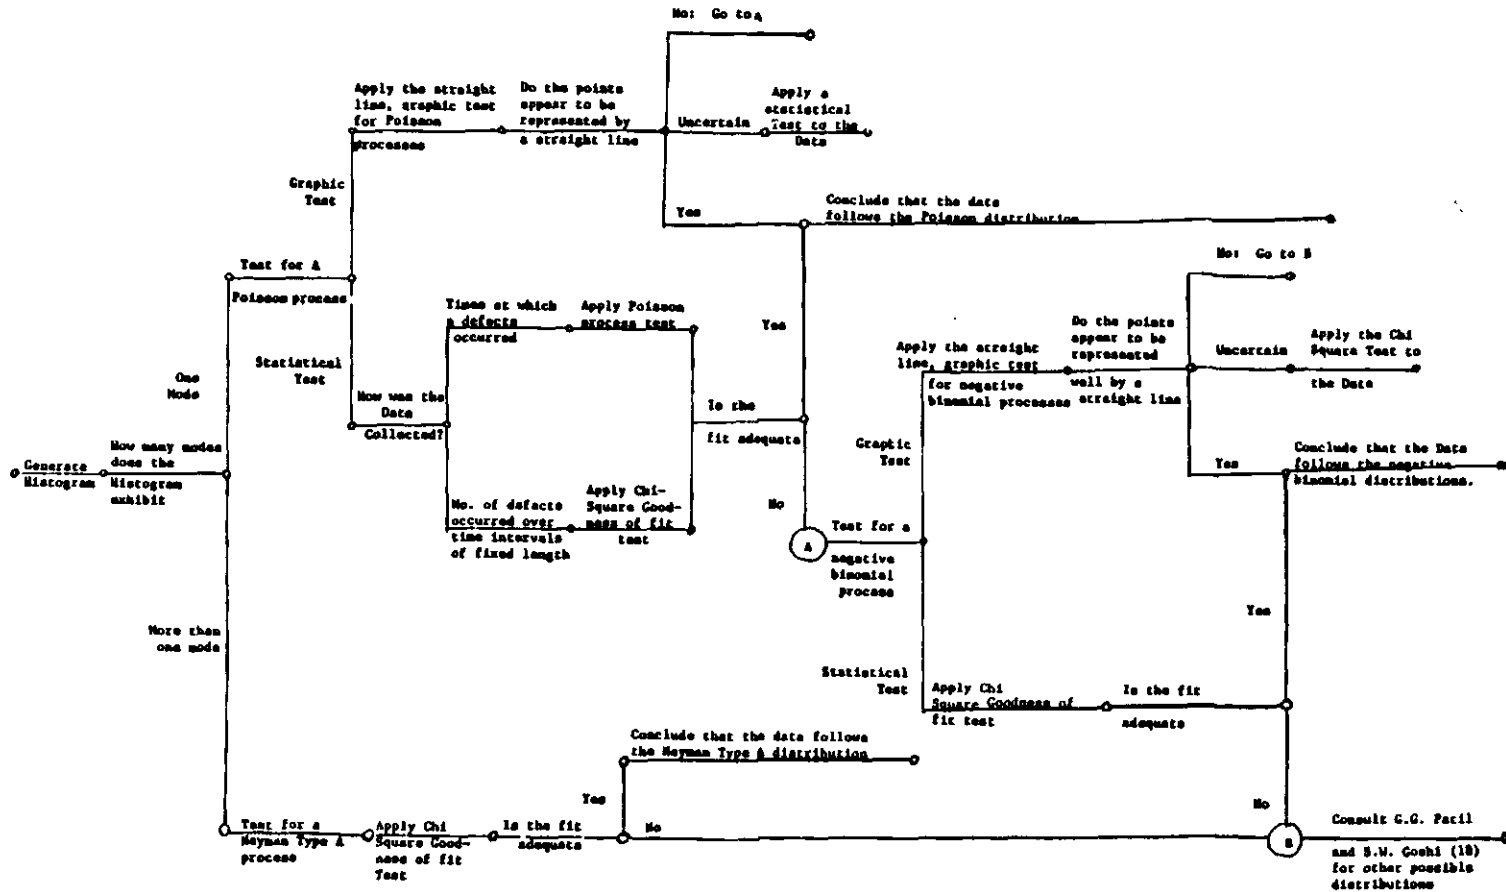 No: Go to A
Apply the straight
line, graphic test
for Poisson
processes
Do the points
appear to be
represented by
a straight line
Uncertain
Apply a
statistical
Test to the
Data
Graphic
Test
Yes
Conclude that the data
follows the Poisson distribution
Test for A
Poisson process
No: Go to B
Times at which
defects
occurred
Apply Poisson
process test
Yes
Statistical
Test
Apply the straight
line, graphic test
for negative
binomial processes
Do the points
appear to be
represented
well by a
straight line
Uncertain
Apply the Chi
Square Test to
the Data
One
Mode
How was the
Data
Collected?
Is the
fit adequate
Graptic
Test
Generate
Histogram
How many modes
does the
Histogram
exhibit
Yes
Conclude that the Data
follows the negative
binomial distributions.
No. of defects
occurred over
time intervals
of fixed length
Apply Chi-
Square Good-
ness of fit
test
No
A
Test for a
negative
binomial
process
Yes
More than
one mode
Statistical
Test
Apply Chi
Square Goodness of
fit test
Is the fit
adequate
Conclude that the data follows
the Neyman Type A distribution
Yes
No
No
Test for a
Neyman Type A
process
Apply Chi
Square Good-
ness of fit
Test
Is the fit
adequate
B
Consult G.G. Patil
and S.W. Goshi (18)
for other possible
distributions